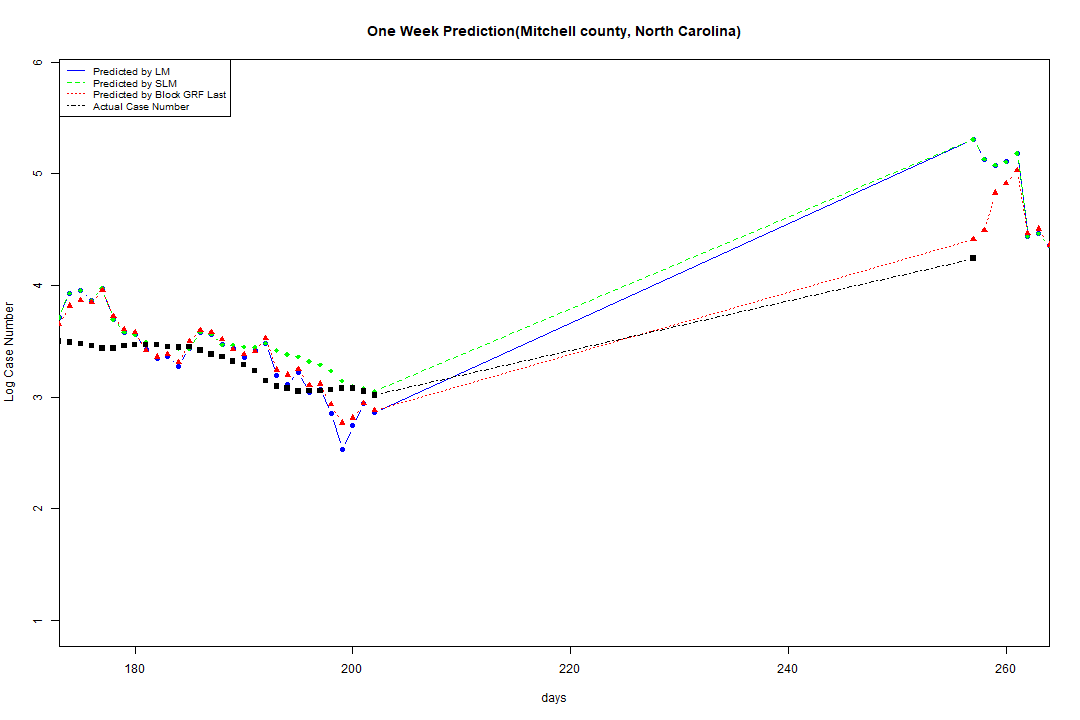 One Week Prediction(Mitchell county, North Carolina)
Predicted by LM
Predicted by SLM
Predicted by Block GRF Last
Actual Case Number
6
5
4
3
2
1
Log Case Number
180 200 220 240 260
days